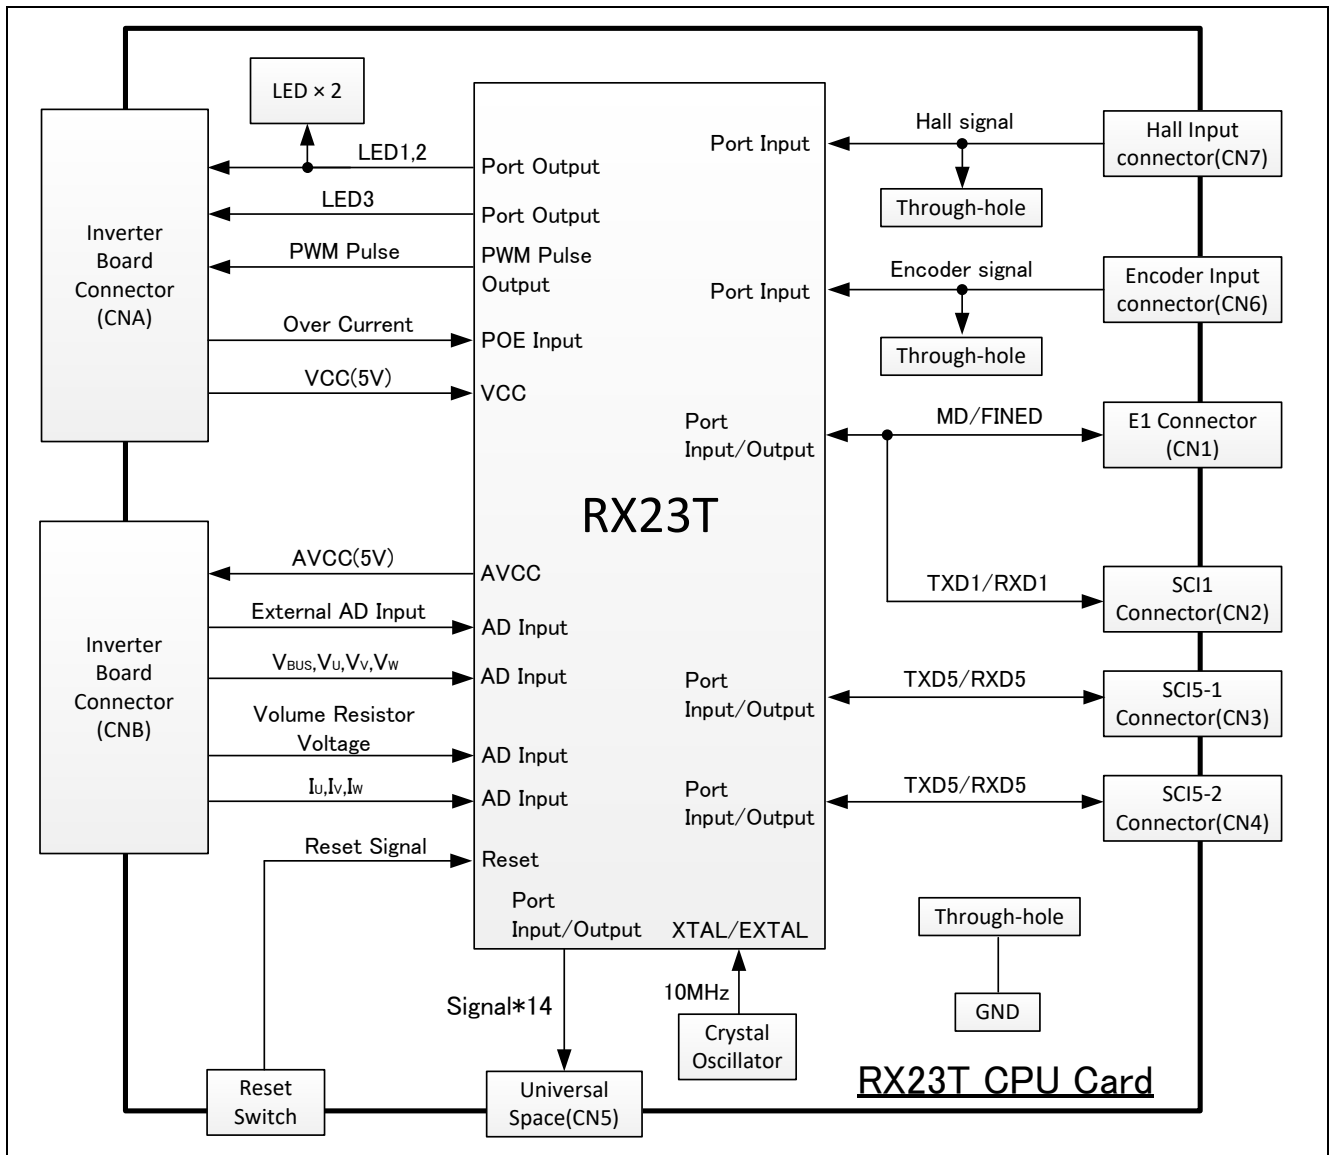 LED × 2
Inverter
Board
Connector
(CNA)
LED1,2
LED3
PWM Pulse
Over Current
VCC(5V)
Port Output
Port Output
PWM Pulse
Output
POE Input
VCC
Inverter
Board
Connector
(CNB)
AVCC(5V)
External AD Input
VBUS,VU,VV,VW
Volume Resistor
Voltage
IU,IV,IW
Reset Signal
AVCC
AD Input
AD Input
AD Input
AD Input
Reset
Port
Input/Output
XTAL/EXTAL
RX23T
Port Input
Port Input
Port
Input/Output
Port
Input/Output
Port
Input/Output
Hall signal
Through-hole
Encoder signal
Through-hole
MD/FINED
TXD1/RXD1
TXD5/RXD5
TXD5/RXD5
Hall Input
connector(CN7)
Encoder Input
connector(CN6)
E1 Connector
(CN1)
SCI1
Connector(CN2)
SCI5-1
Connector(CN3)
SCI5-2
Connector(CN4)
Through-hole
GND
Signal*14
10MHz
Crystal
Oscillator
Reset
Switch
Universal
Space(CN5)
RX23T CPU Card